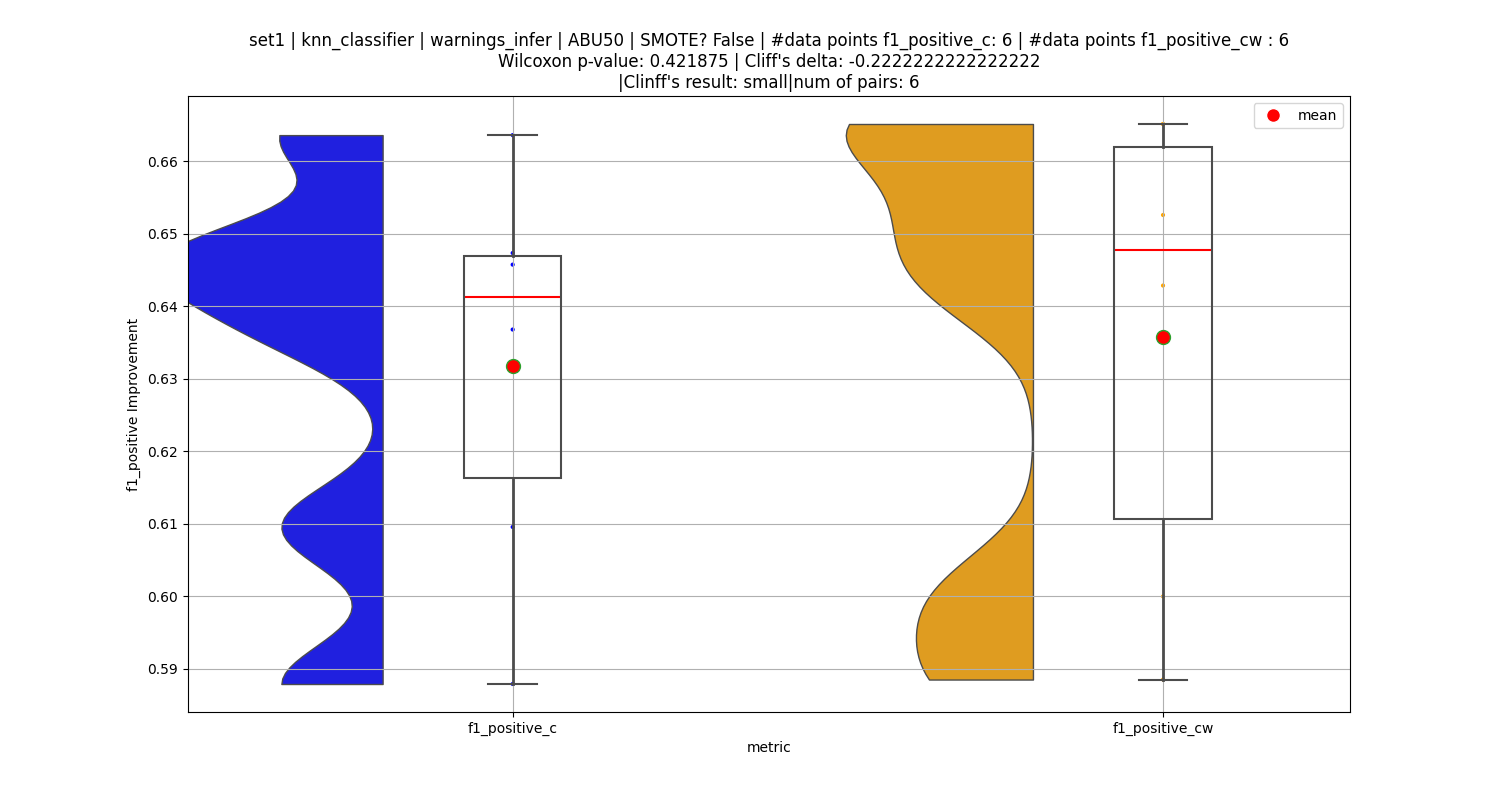 set1 | knn_classifier | warnings_infer | ABU50 | SMOTE? False | #data points f1_positive_c: 6 | #data points f1_positive_cw : 6
Wilcoxon p-value: 0.421875 | Cliff's delta: -0.2222222222222222
|Clinff's result: small|num of pairs: 6
mean
f1_positive Improvement
0.66
0.65
0.64
0.63
0.62
0.61
0.60
0.59
f1_positive_c
f1_positive_cw
metric